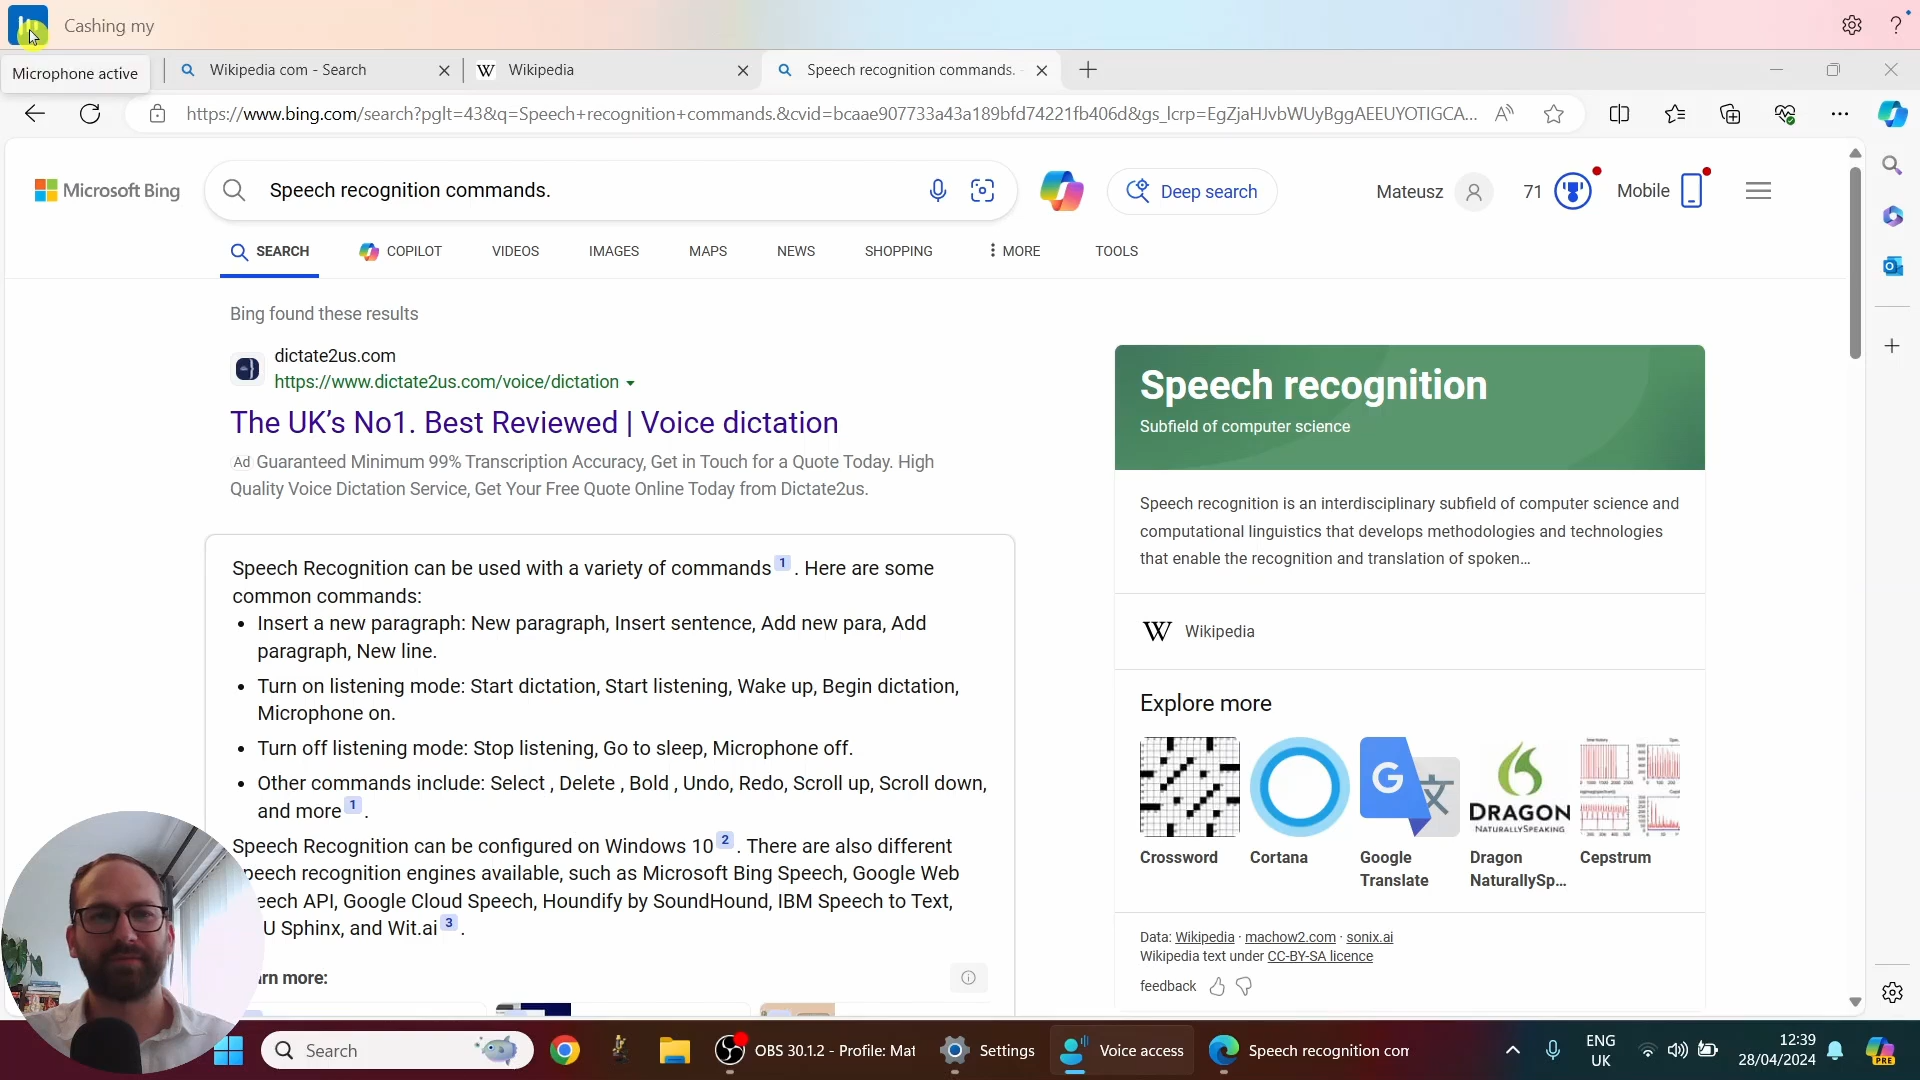 Cashing my
Microphone active
Wikipedia com - Search
Wikipedia
Speech recognition commands.
https://www.bing.com/search?pglt=43&q=Speech+recognition+commands.&cvid=bcaae907733a43a189bfd74221fb406d&gs_lcrp=EgZjaHJvbWUyBggAEEUYOTIGCA...
Microsoft Bing
Speech recognition commands.
Deep search
Mateusz
71
Mobile
SEARCH
COPILOT
VIDEOS
IMAGES
MAPS
NEWS
SHOPPING
MORE
TOOLS
Bing found these results
dictate2us.com
https://www.dictate2us.com/voice/dictation
The UK’s No1. Best Reviewed | Voice dictation
Ad Guaranteed Minimum 99% Transcription Accuracy, Get in Touch for a Quote Today. High
Quality Voice Dictation Service, Get Your Free Quote Online Today from Dictate2us.
Speech Recognition can be used with a variety of commands 1 . Here are some
common commands:
• Insert a new paragraph: New paragraph, Insert sentence, Add new para, Add
paragraph, New line.
• Turn on listening mode: Start dictation, Start listening, Wake up, Begin dictation,
Microphone on.
• Turn off listening mode: Stop listening, Go to sleep, Microphone off.
• Other commands include: Select , Delete , Bold , Undo, Redo, Scroll up, Scroll down,
and more 1 .
Speech Recognition can be configured on Windows 10 2 . There are also different
peech recognition engines available, such as Microsoft Bing Speech, Google Web
eech API, Google Cloud Speech, Houndify by SoundHound, IBM Speech to Text,
U Sphinx, and Wit.ai 3 .
rn more:
Speech recognition
Subfield of computer science
Speech recognition is an interdisciplinary subfield of computer science and
computational linguistics that develops methodologies and technologies
that enable the recognition and translation of spoken...
Wikipedia
Explore more
DRAGON
NATURALLYSPEAKING
Crossword
Cortana
Google
Translate
Dragon
NaturallySp...
Cepstrum
Data: Wikipedia · machow2.com · sonix.ai
Wikipedia text under CC-BY-SA licence
feedback
Search
OBS 30.1.2 - Profile: Mat
Settings
Voice access
Speech recognition con
ENG
UK
12:39
28/04/2024
PRE